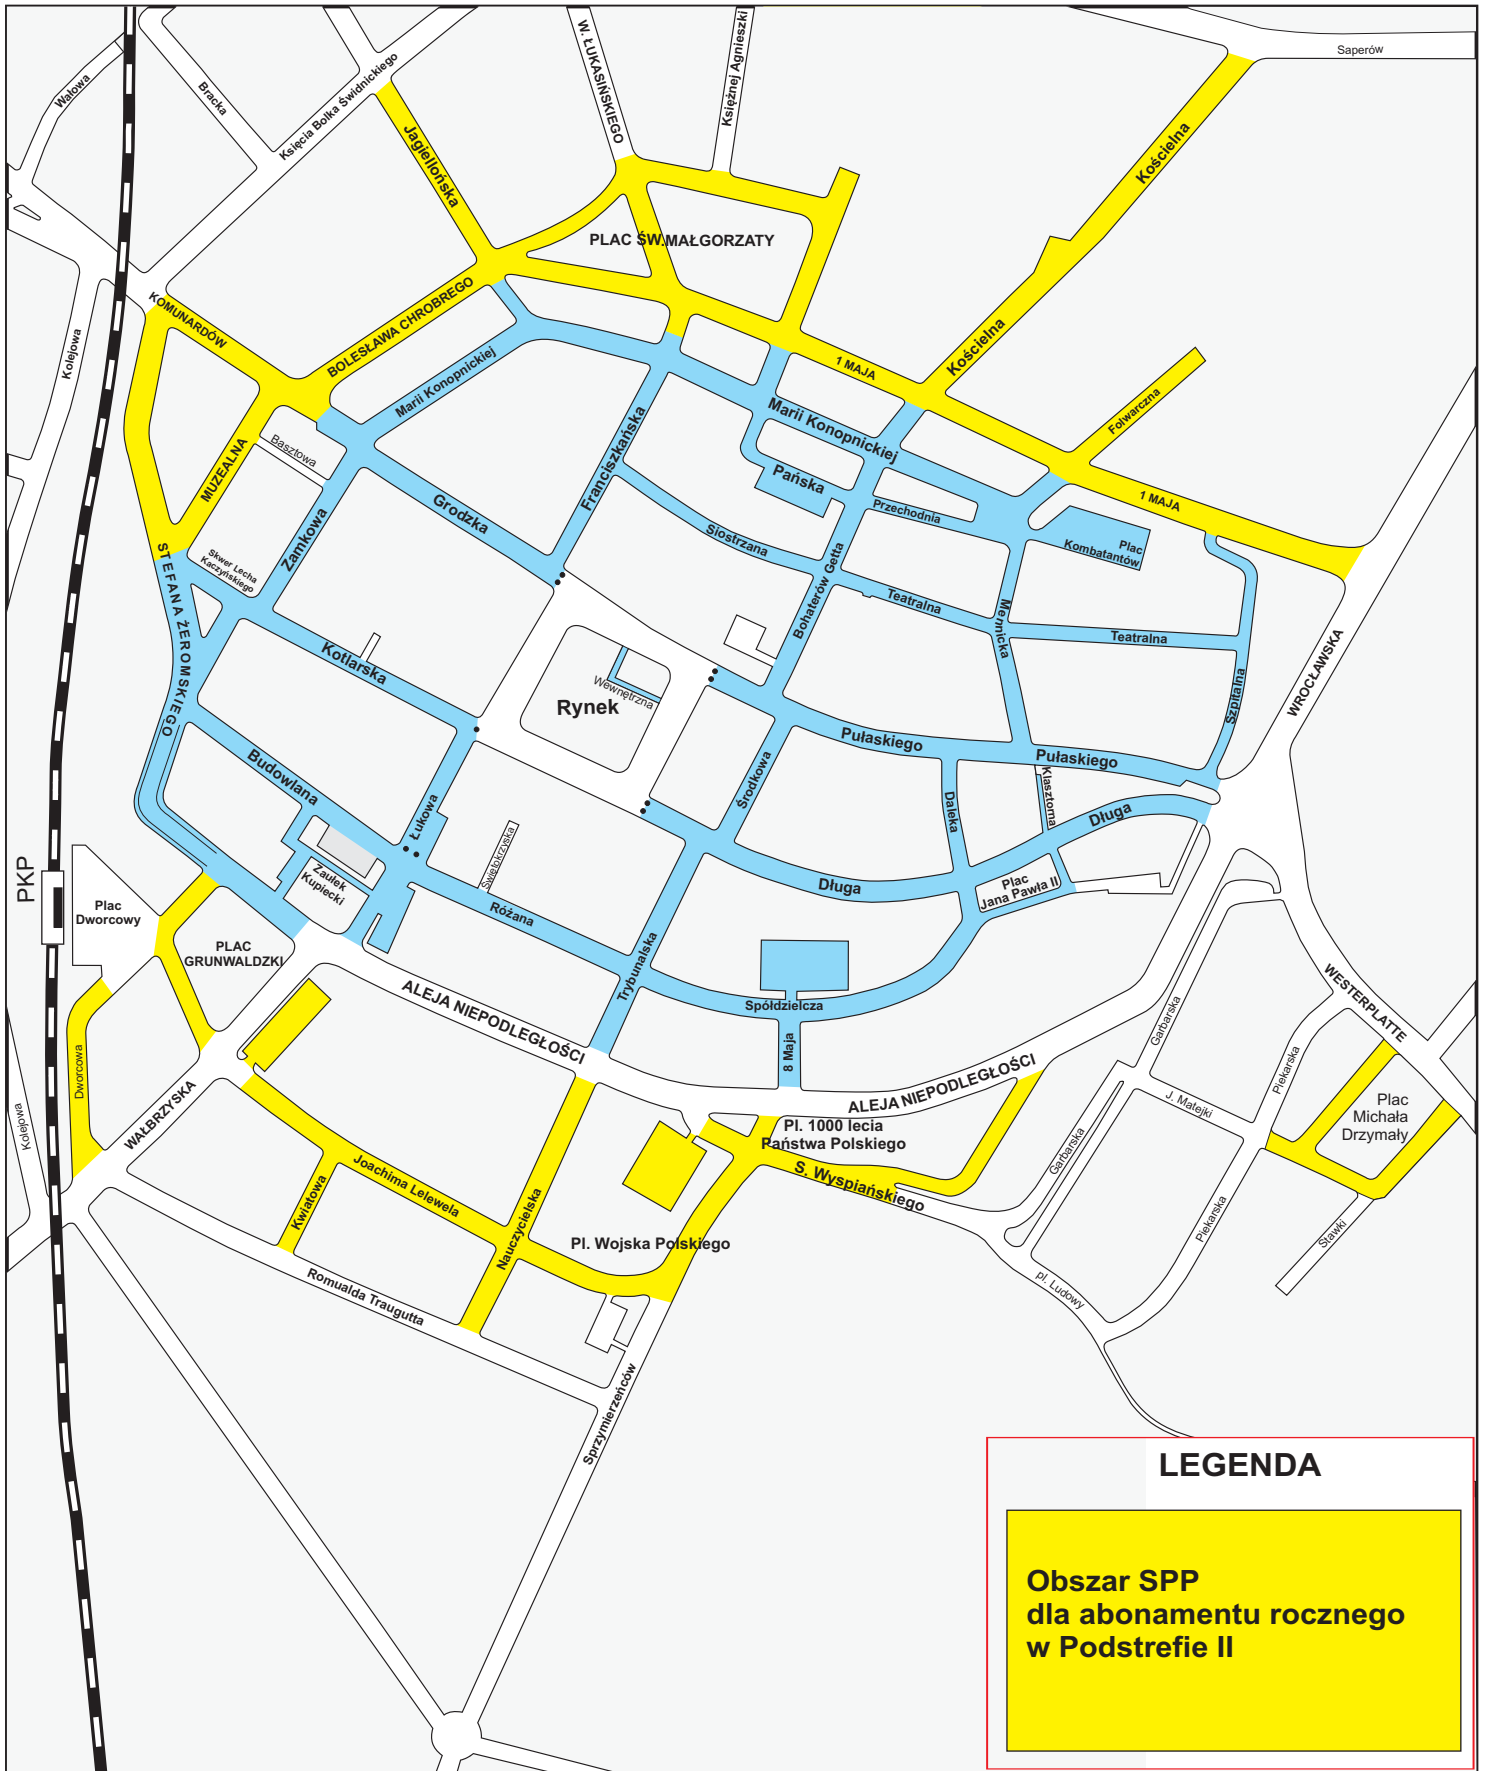 Saperów
W. ŁUKASIŃSKIEGO
Księżnej Agnieszki
Wałowa
Bracka
Księcia Bolka Świdnickiego
Jagiellońska
Kościelna
PLAC ŚW.MAŁGORZATY
KOMUNARDÓW
BOLESŁAWA CHROBREGO
Kolejowa
Marii Konopnickiej
1 MAJA
Kościelna
Folwarczna
Marii Konopnickiej
Franciszkańska
Basztowa
MUZEALNA
Grodzka
Pańska
1 MAJA
Zamkowa
Siostrzana
Przechodnia
Plac
Kombatantów
STEFANA ŻEROMSKIEGO
Skwer Lecha
Kaczyńskiego
Bohaterów Getta
Teatralna
Mennicka
Teatralna
Kotlarska
Wewnętrzna
Rynek
Szpitalna
WROCŁAWSKA
Pułaskiego
Pułaskiego
Budowlana
Środkowa
Łukowa
Daleka
Klasztorna
Długa
Świętokrzyska
PKP
Zaułek
Kupiecki
Długa
Plac
Jana Pawła II
Plac
Dworcowy
Różana
PLAC
GRUNWALDZKI
Trybunalska
ALEJA NIEPODLEGŁOŚCI
Spółdzielcza
8 Maja
WESTERPLATTE
Garbarska
Dworcowa
Piekarska
ALEJA NIEPODLEGŁOŚCI
J. Matejki
Plac
Michała
Drzymały
Kolejowa
WAŁBRZYSKA
Pl. 1000 lecia
Państwa Polskiego
Garbarska
Joachima Lelewela
S. Wyspiańskiego
Kwiatowa
Nauczycielska
Piekarska
Stawki
Pl. Wojska Polskiego
pl. Ludowy
Romualda Traugutta
Sprzymierzeńców
LEGENDA
Obszar SPP
dla abonamentu rocznego
w Podstrefie II